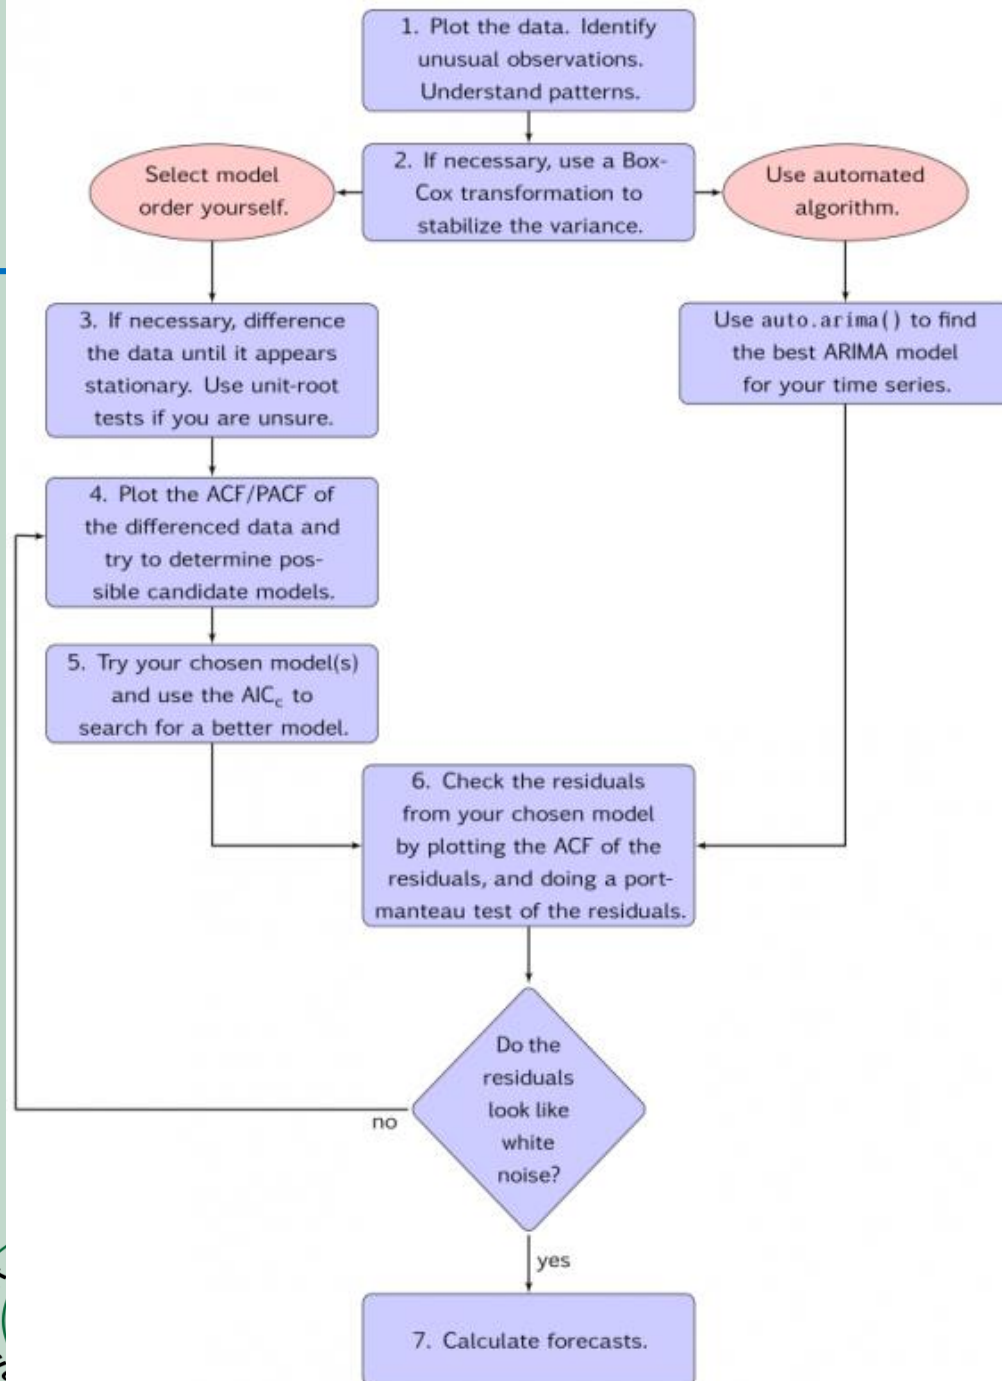 1. Plot the data. Identify
unusual observations.
Understand patterns.
Select model
order yourself.
2. If necessary, use a Box-
Cox transformation to
stabilize the variance.
Use automated
algorithm.
3. If necessary, difference
the data until it appears
stationary. Use unit-root
tests if you are unsure.
Use auto.arima() to find
the best ARIMA model
for your time series.
4. Plot the ACF/PACF of
the differenced data and
try to determine pos-
sible candidate models.
5. Try your chosen model(s)
and use the AICc to
search for a better model.
6. Check the residuals
from your chosen model
by plotting the ACF of the
residuals, and doing a port-
manteau test of the residuals.
Do the
residuals
look like
white
noise?
no
yes
7. Calculate forecasts.